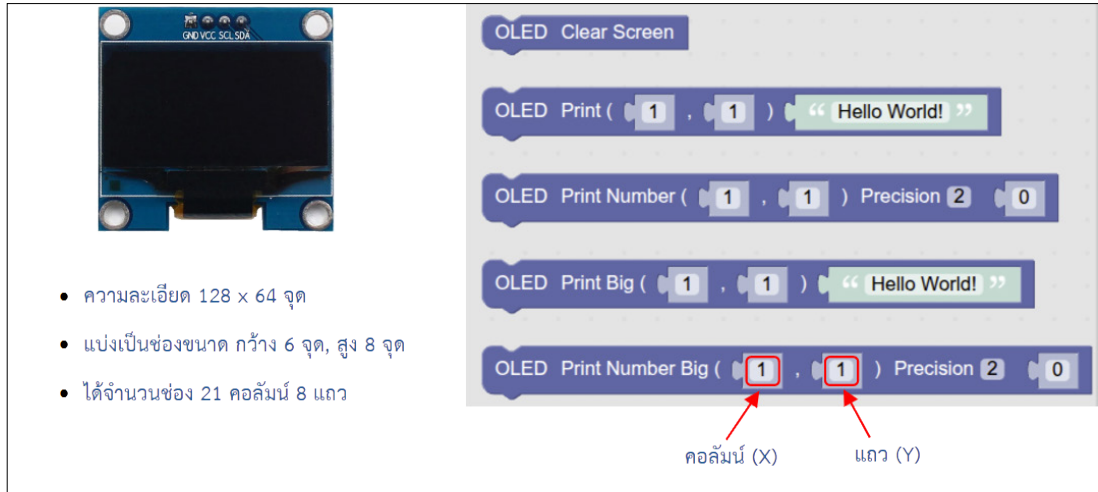 GND VCC SCL SDA
• ความละเอียด 128 x 64 จุด
• แบ่งเป็นช่องขนาด กว้าง 6 จุด, สูง 8 จุด
• ได้จำนวนช่อง 21 คอลัมน์ 8 แถว
OLED Clear Screen
OLED Print ( 1 , 1 ) “ Hello World! ”
OLED Print Number ( 1 , 1 ) Precision 2 0
OLED Print Big ( 1 , 1 ) “ Hello World! ”
OLED Print Number Big ( 1 , 1 ) Precision 2 0
คอลัมน์ (X) แถว (Y)